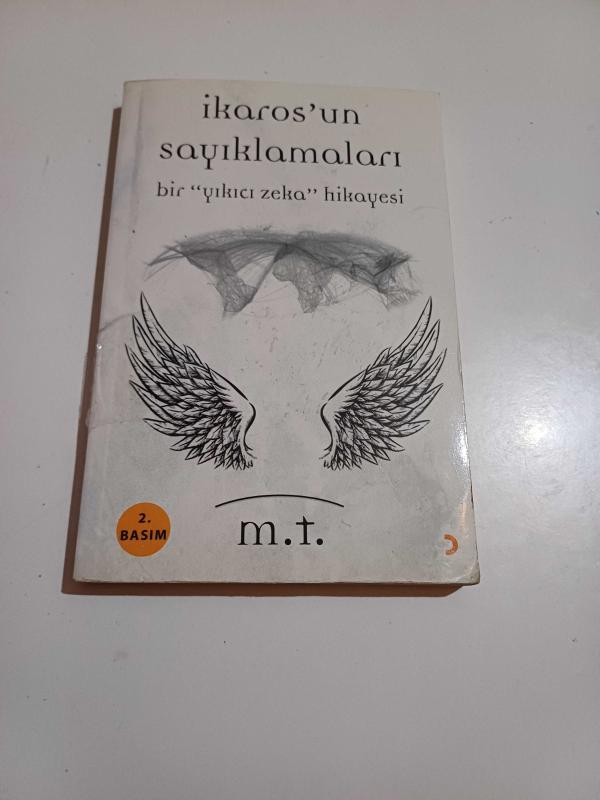 ikaros'un
sayıklamaları
bir "yıkıcı zeka" hikayesi
2.
BASIM
m.t.